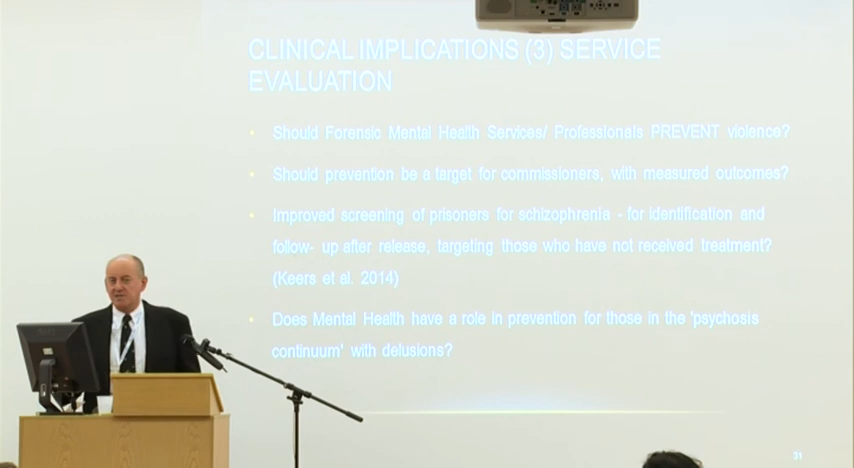 CLINICAL IMPLICATIONS (3) SERVICE
EVALUATION
• Should Forensic Mental Health Services/ Professionals PREVENT violence?
• Should prevention be a target for commissioners, with measured outcomes?
• Improved screening of prisoners for schizophrenia - for identification and
follow- up after release, targeting those who have not received treatment?
(Keers et al. 2014)
• Does Mental Health have a role in prevention for those in the 'psychosis
continuum' with delusions?
31